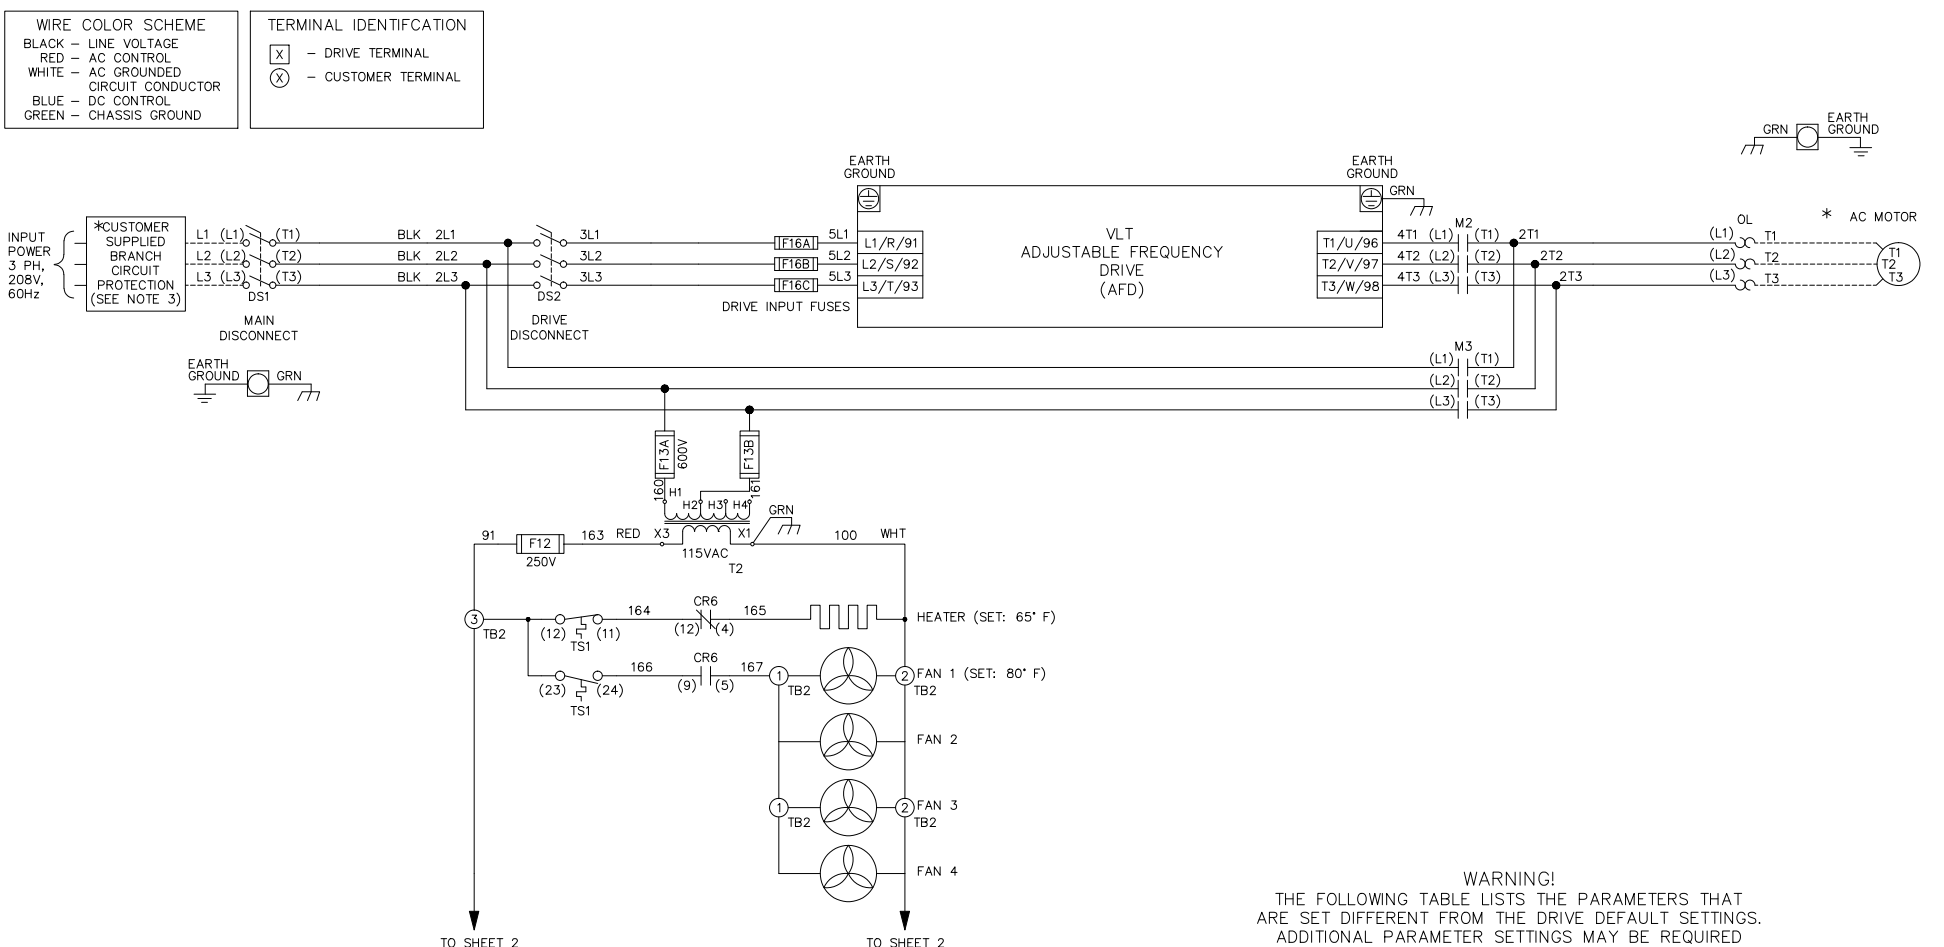 WIRE COLOR SCHEME
BLACK – LINE VOLTAGE
RED – AC CONTROL
WHITE – AC GROUNDED
CIRCUIT CONDUCTOR
BLUE – DC CONTROL
GREEN – CHASSIS GROUND
TERMINAL IDENTIFCATION
X – DRIVE TERMINAL
X – CUSTOMER TERMINAL
GRN
EARTH
GROUND
INPUT
POWER
3 PH,
208V,
60Hz
*CUSTOMER
SUPPLIED
BRANCH
CIRCUIT
PROTECTION
(SEE NOTE 3)
L1 (L1) (T1)
L2 (L2) (T2)
L3 (L3) (T3)
DS1
MAIN
DISCONNECT
BLK 2L1
BLK 2L2
BLK 2L3
3L1
3L2
3L3
DS2
DRIVE
DISCONNECT
F16A 5L1
F16B 5L2
F16C 5L3
DRIVE INPUT FUSES
EARTH
GROUND
L1/R/91
L2/S/92
L3/T/93
VLT
ADJUSTABLE FREQUENCY
DRIVE
(AFD)
EARTH
GROUND
GRN
T1/U/96
T2/V/97
T3/W/98
M2
4T1 (L1) (T1) 2T1
4T2 (L2) (T2) 2T2
4T3 (L3) (T3) 2T3
OL
(L1) T1
(L2) T2
(L3) T3
* AC MOTOR
T1
T2
T3
M3
(L1) (T1)
(L2) (T2)
(L3) (T3)
EARTH
GROUND
GRN
F13A
600V
F13B
160
161
H1
H2 H3 H4
GRN
91 F12 163 RED X3 X1 100 WHT
250V
115VAC
T2
3
TB2
(12) (11)
TS1
164
CR6
(12) (4)
165
HEATER (SET: 65° F)
(23) (24)
TS1
166
CR6
(9) (5)
167
1
TB2
2
TB2
FAN 1 (SET: 80° F)
FAN 2
1
TB2
2
TB2
FAN 3
FAN 4
TO SHEET 2
TO SHEET 2
WARNING!
THE FOLLOWING TABLE LISTS THE PARAMETERS THAT
ARE SET DIFFERENT FROM THE DRIVE DEFAULT SETTINGS.
ADDITIONAL PARAMETER SETTINGS MAY BE REQUIRED